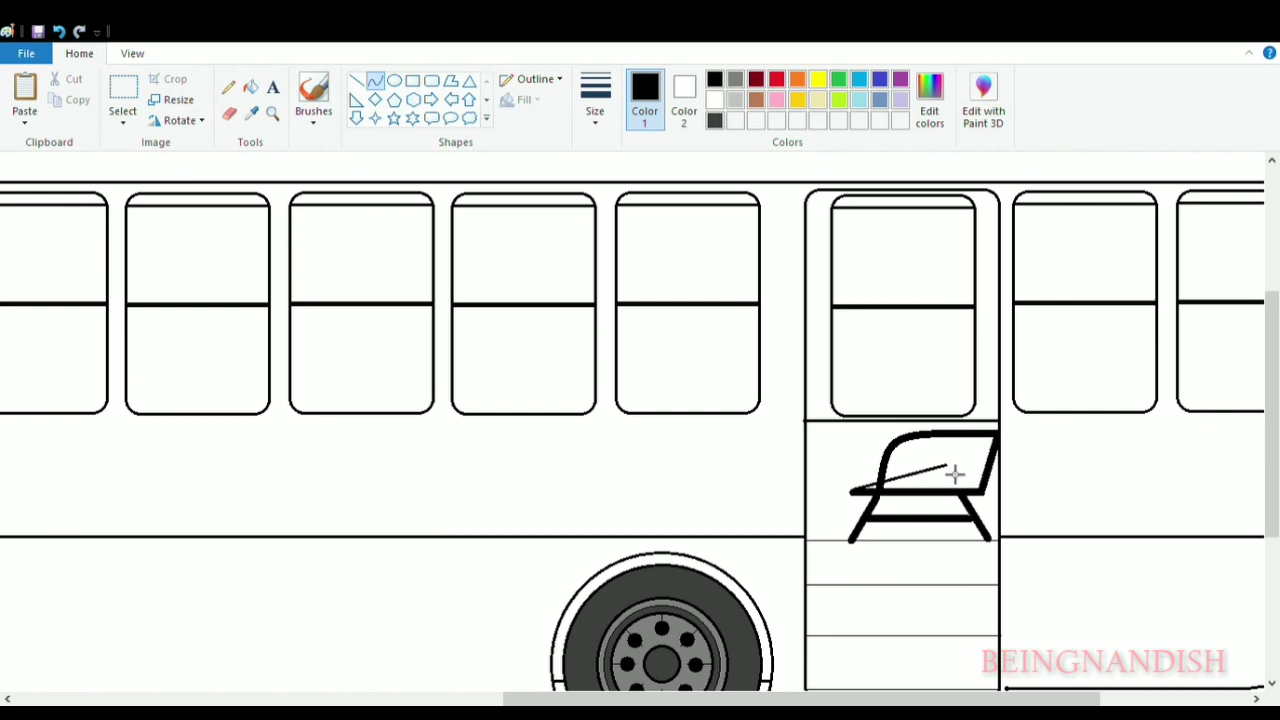 File
Home
View
Paste
Cut
Copy
Clipboard
Select
Crop
Resize
Rotate
Image
Tools
Brushes
Shapes
Outline
Fill
Size
Color
1
Color
2
Colors
Edit
colors
Edit with
Paint 3D
BEINGNANDISH